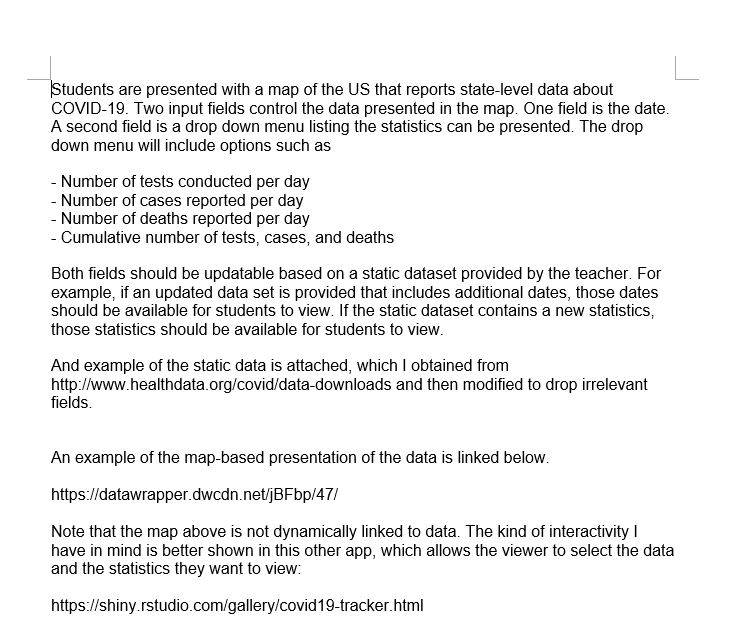 Students are presented with a map of the US that reports state-level data about
COVID-19. Two input fields control the data presented in the map. One field is the date.
A second field is a drop down menu listing the statistics can be presented. The drop
down menu will include options such as
- Number of tests conducted per day
- Number of cases reported per day
- Number of deaths reported per day
- Cumulative number of tests, cases, and deaths
Both fields should be updatable based on a static dataset provided by the teacher. For
example, if an updated data set is provided that includes additional dates, those dates
should be available for students to view. If the static dataset contains a new statistics,
those statistics should be available for students to view.
And example of the static data is attached, which I obtained from
http://www.healthdata.org/covid/data-downloads and then modified to drop irrelevant
fields.
An example of the map-based presentation of the data is linked below.
https://datawrapper.dwcdn.net/jBFbp/47/
Note that the map above is not dynamically linked to data. The kind of interactivity I
have in mind is better shown in this other app, which allows the viewer to select the data
and the statistics they want to view:
https://shiny.rstudio.com/gallery/covid19-tracker.html